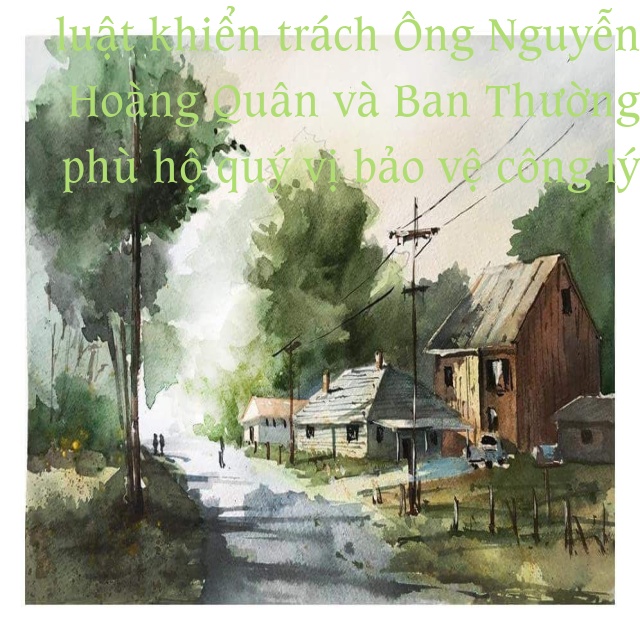 luật khiển trách Ông Nguyễn
Hoàng Quân và Ban Thường
phù hộ quý vị bảo vệ công lý